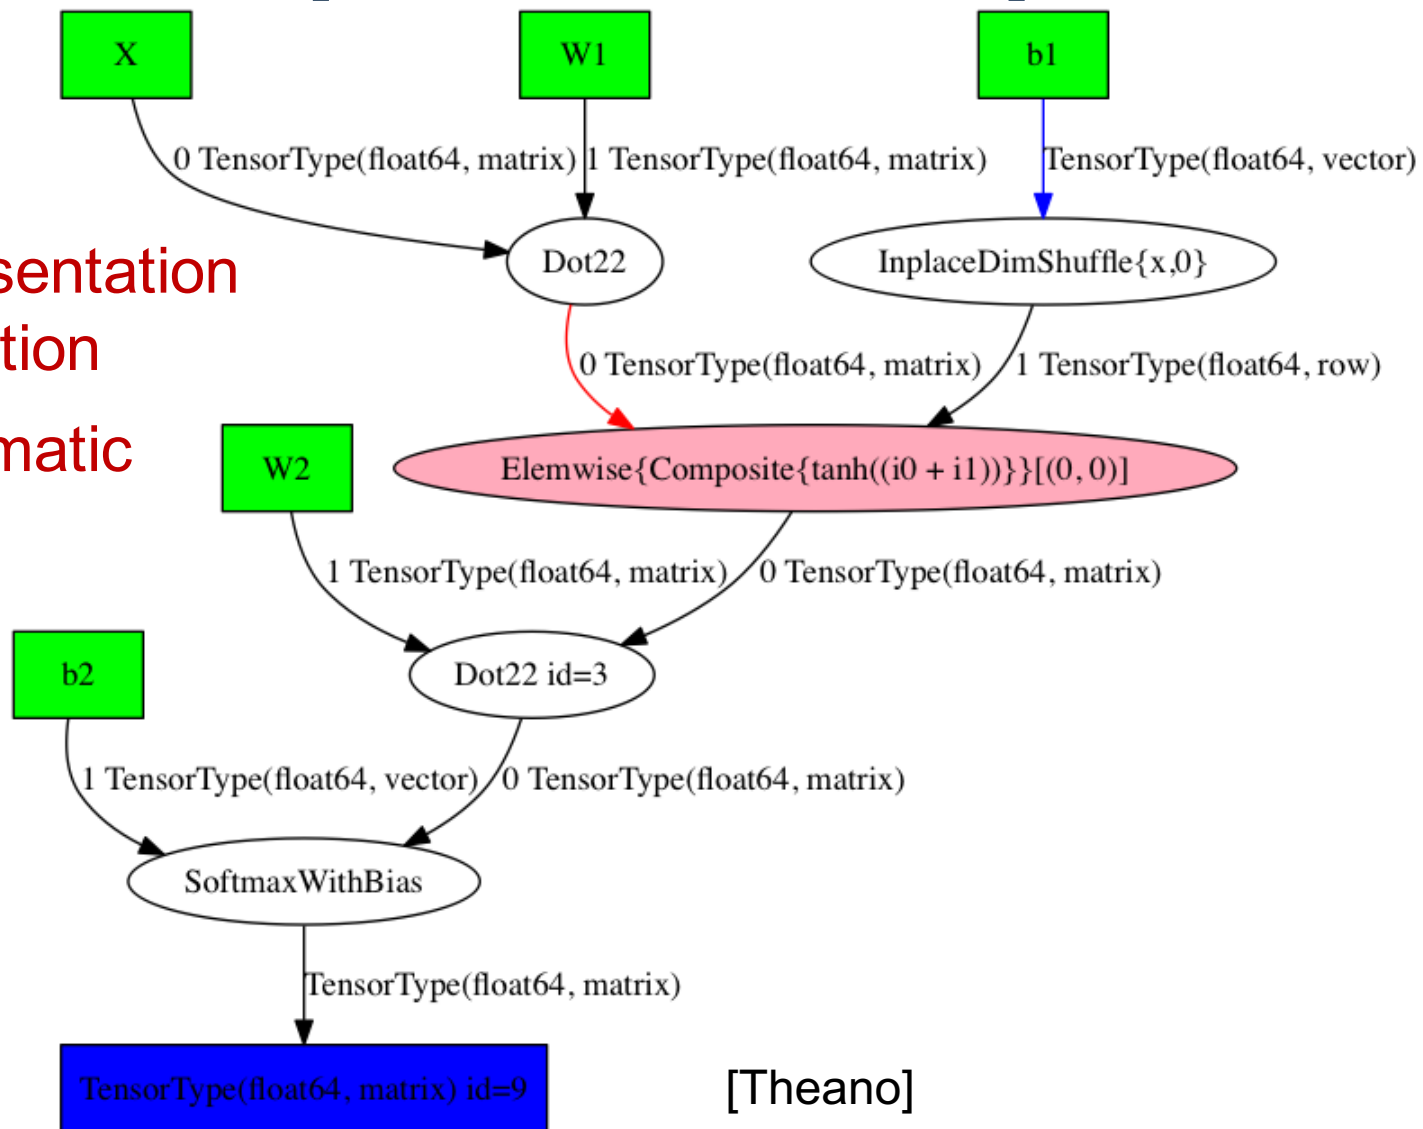 X
W1
b1
0 TensorType(float64, matrix)
1 TensorType(float64, matrix)
TensorType(float64, vector)
Dot22
InplaceDimShuffle{x,0}
sentation
tion
0 TensorType(float64, matrix)
1 TensorType(float64, row)
matic
W2
Elemwise{Composite{tanh((i0 + i1))}}[(0, 0)]
1 TensorType(float64, matrix)
0 TensorType(float64, matrix)
b2
Dot22 id=3
1 TensorType(float64, vector)
0 TensorType(float64, matrix)
SoftmaxWithBias
TensorType(float64, matrix)
TensorType(float64, matrix) id=9
[Theano]